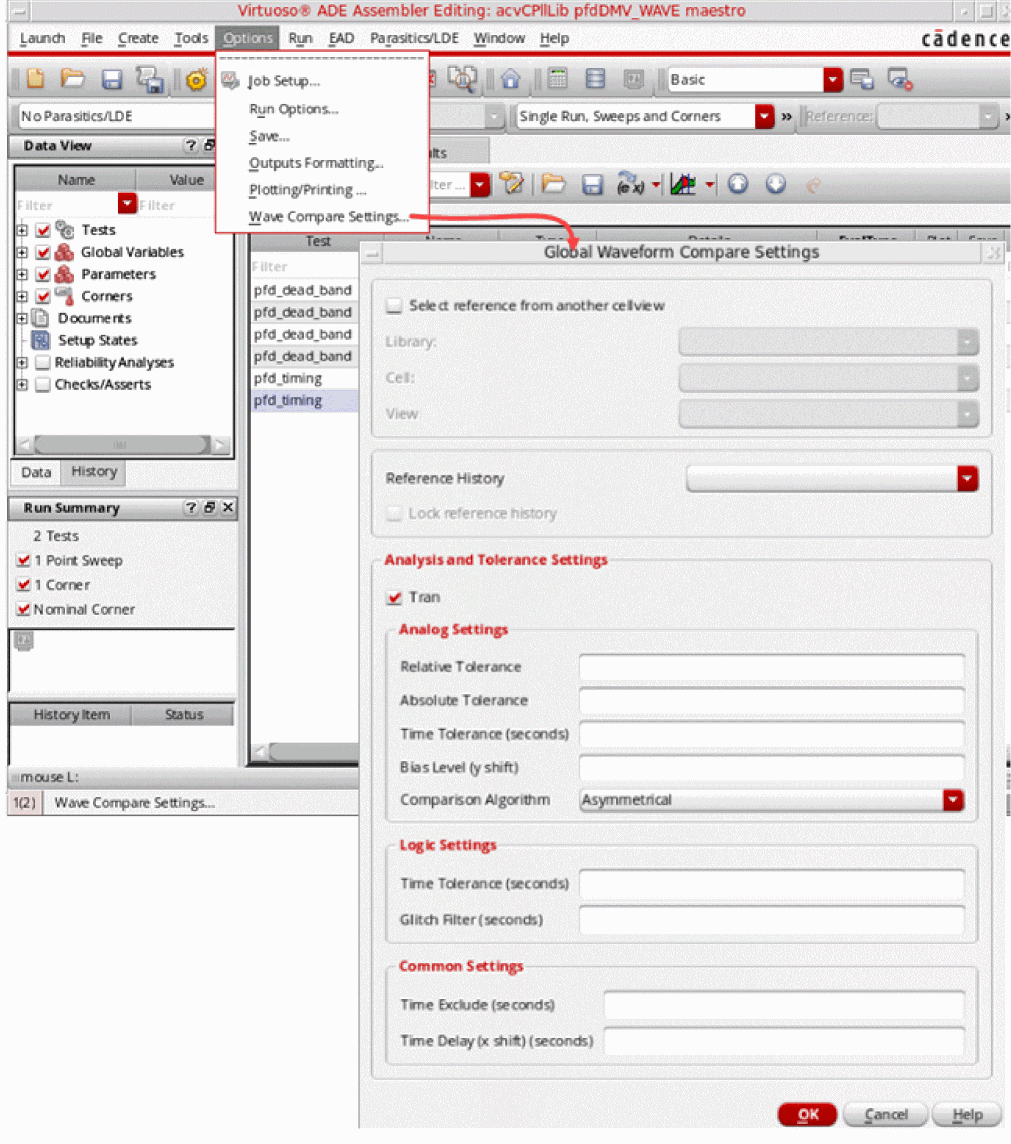 Virtuoso® ADE Assembler Editing: acvCPllLib pfdDMV_WAVE maestro
Launch File Create Tools Options Run EAD Parasitics/LDE Window Help
cādence
Job Setup...
Run Options...
Save...
Outputs Formatting...
Plotting/Printing ...
Wave Compare Settings...
Basic
No Parasitics/LDE
Single Run, Sweeps and Corners
»
Reference:
Data View
Name Value
Filter Filter
Tests
Global Variables
Parameters
Corners
Documents
Setup States
Reliability Analyses
Checks/Asserts
Data History
Run Summary
2 Tests
1 Point Sweep
1 Corner
Nominal Corner
History Item Status
mouse L:
1(2) Wave Compare Settings...
Test
Filter
pfd_dead_band
pfd_dead_band
pfd_dead_band
pfd_dead_band
pfd_timing
pfd_timing
Global Waveform Compare Settings
Select reference from another cellview
Library:
Cell:
View:
Reference History
Lock reference history
Analysis and Tolerance Settings
Tran
Analog Settings
Relative Tolerance
Absolute Tolerance
Time Tolerance (seconds)
Bias Level (y shift)
Comparison Algorithm Asymmetrical
Logic Settings
Time Tolerance (seconds)
Glitch Filter (seconds)
Common Settings
Time Exclude (seconds)
Time Delay (x shift) (seconds)
OK Cancel Help